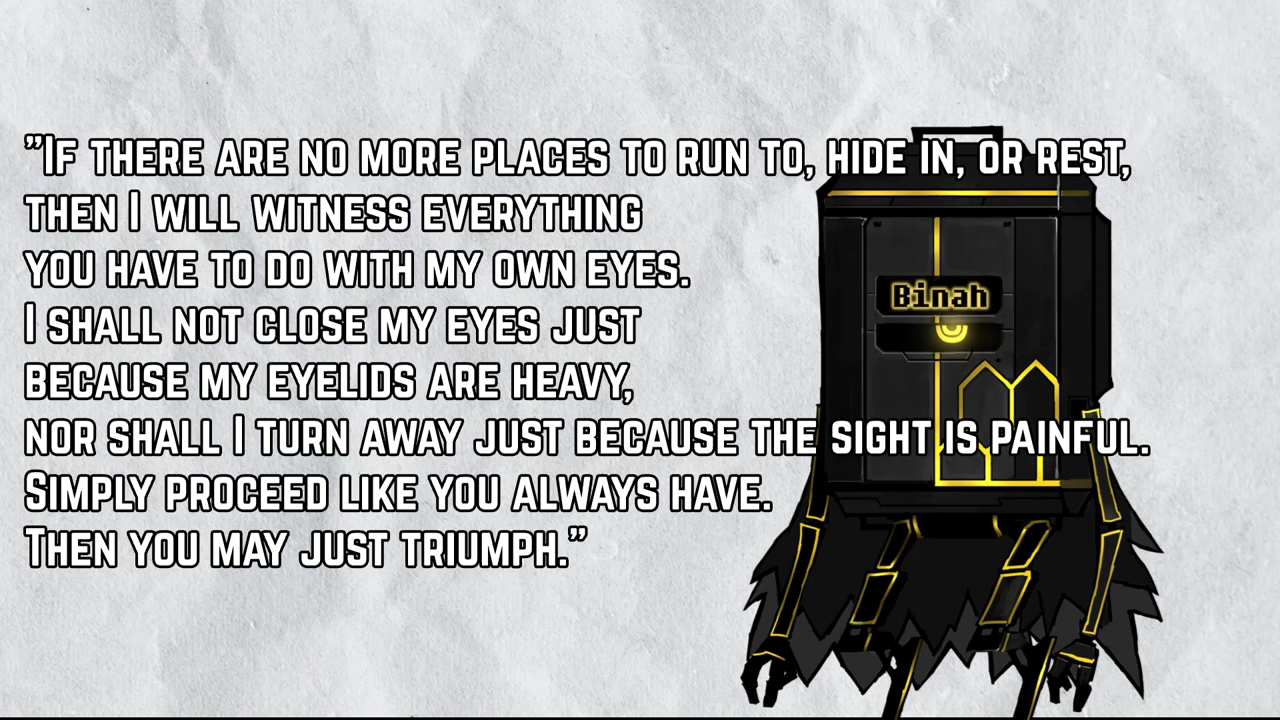 ”If there are no more places to run to, hide in, or rest,
then I will witness everything
you have to do with my own eyes.
I shall not close my eyes just
because my eyelids are heavy,
nor shall I turn away just because the sight is painful.
Simply proceed like you always have.
Then you may just triumph.”
Binah